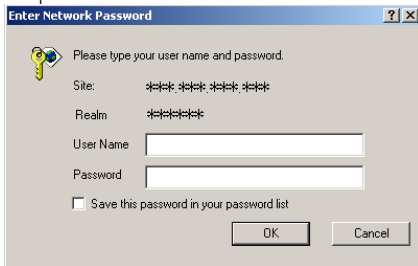 Enter Network Password
Please type your user name and password.
Site: ***.***.***.***
Realm *******
User Name
Password
Save this password in your password list
OK Cancel